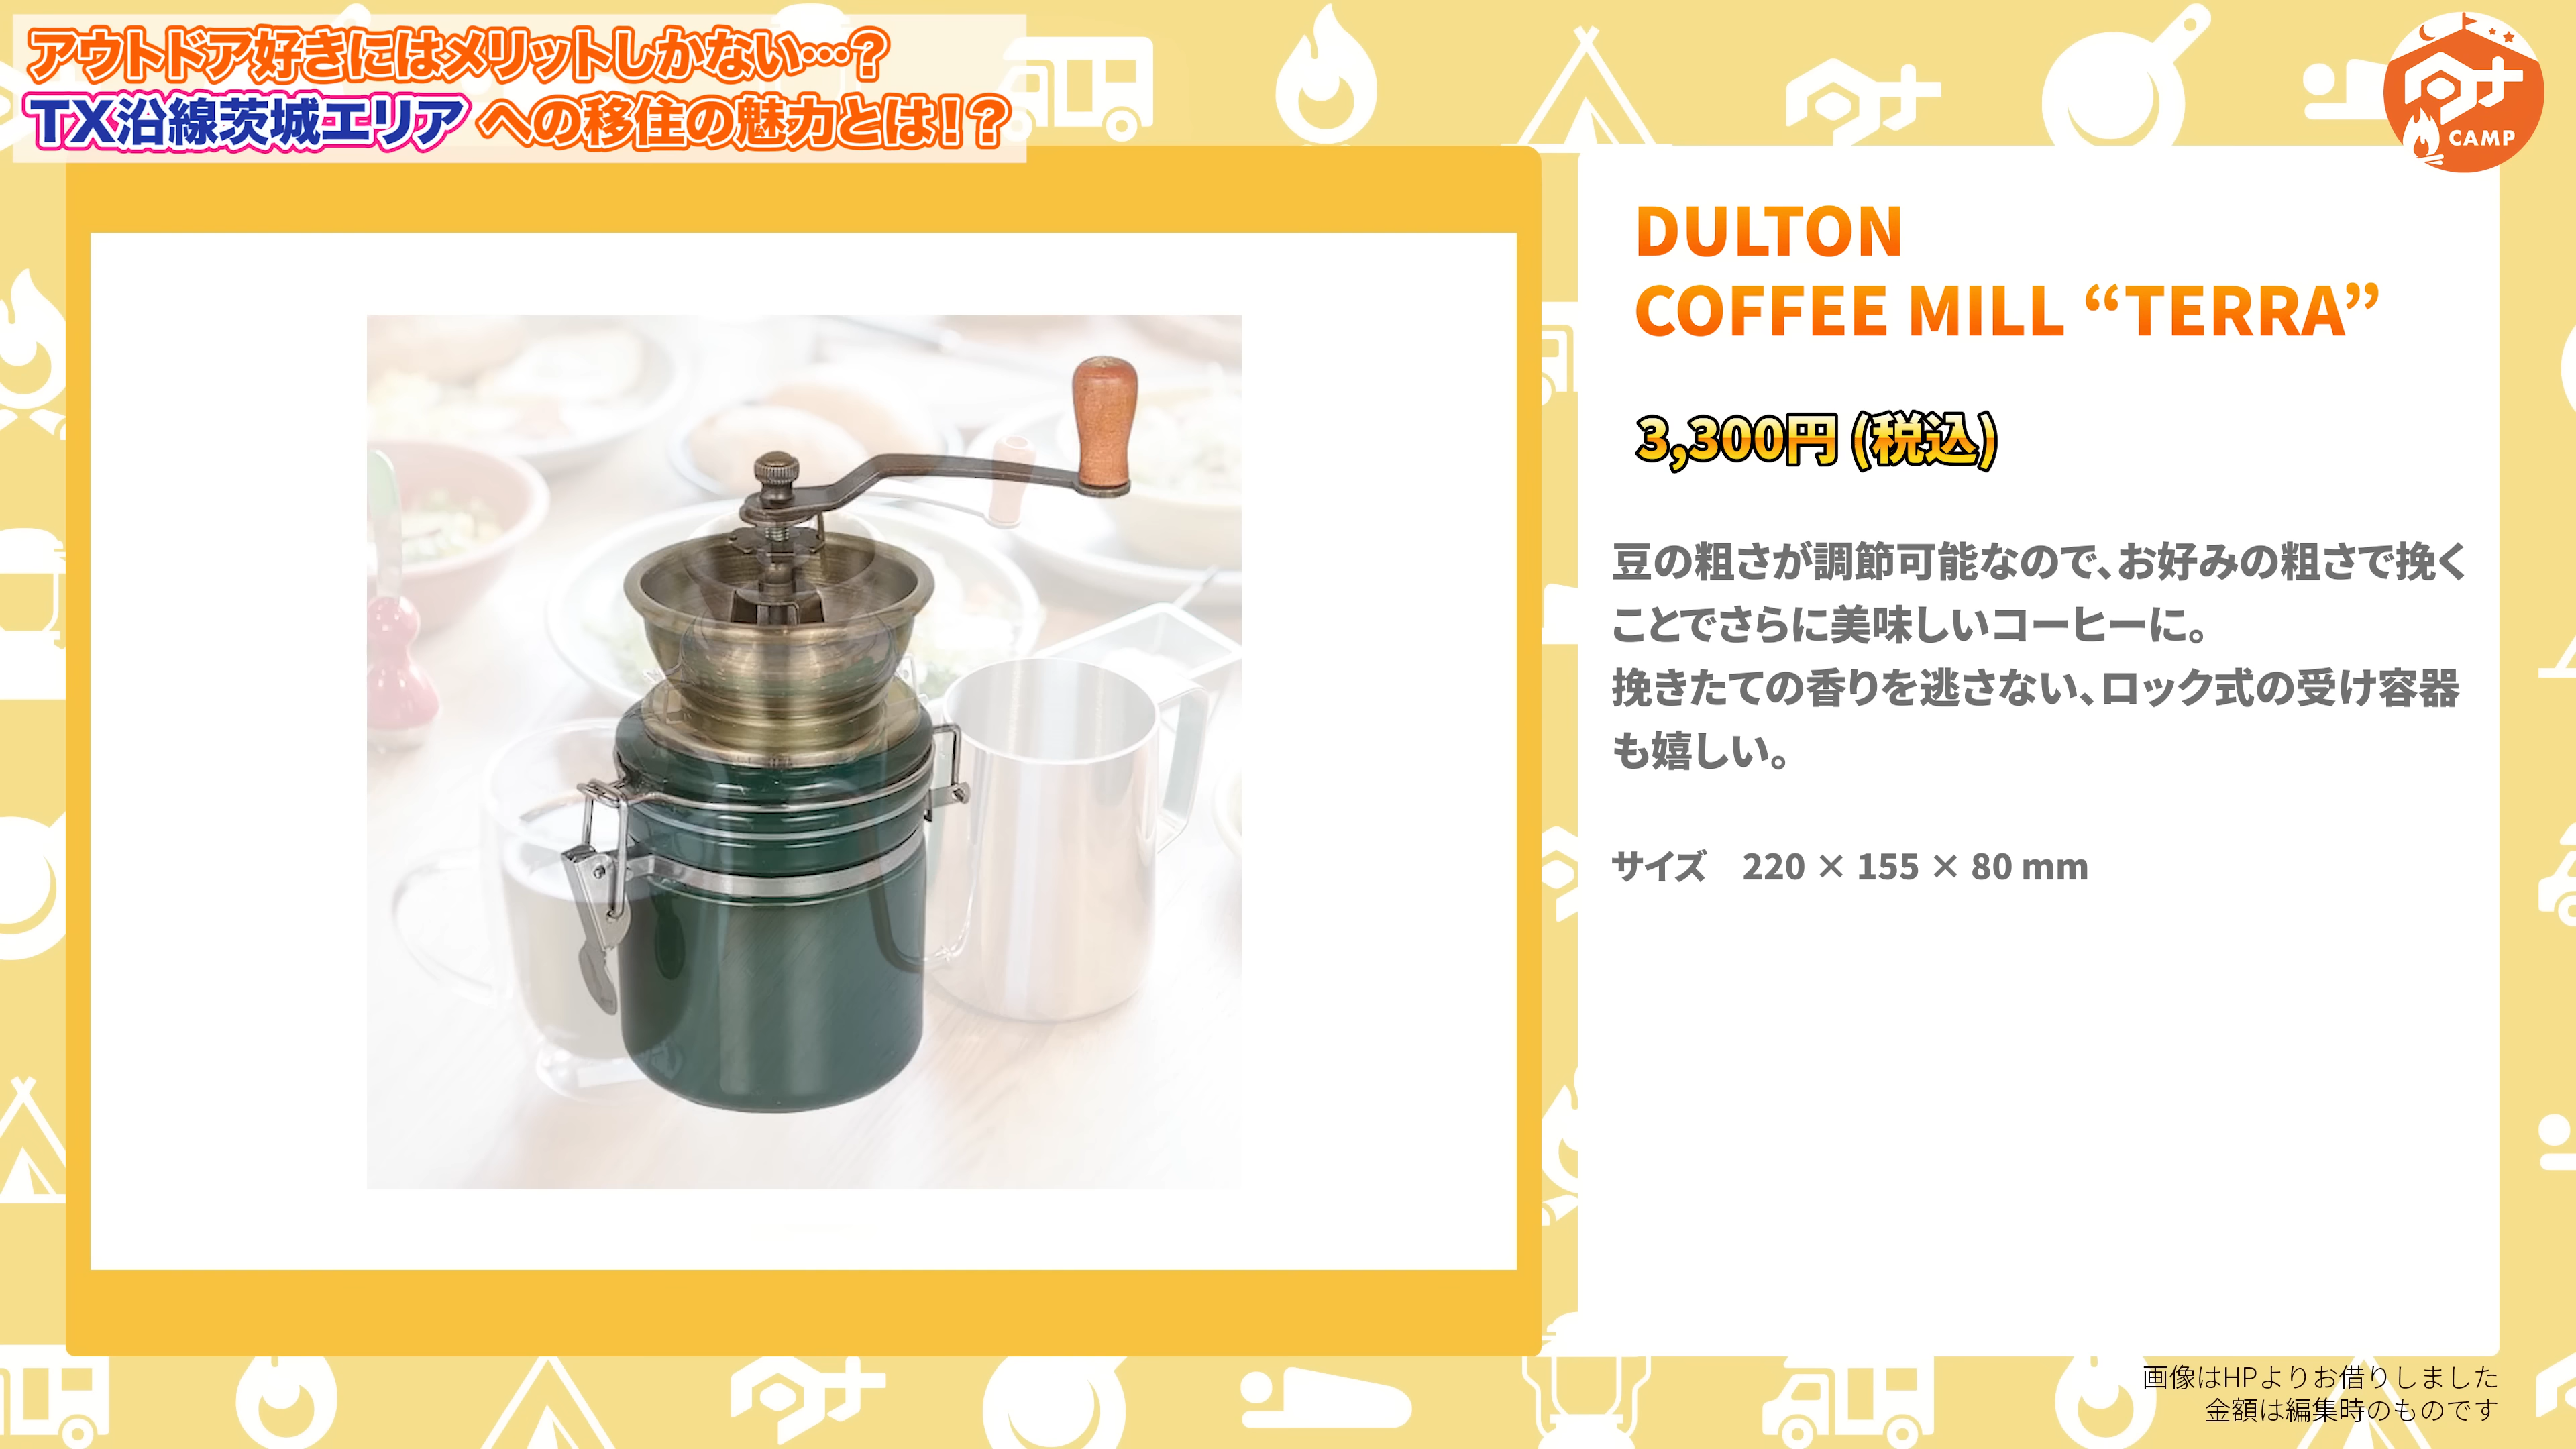 アウトドア好きにはメリットしかない…？
TX沿線茨城エリアへの移住の魅力とは！？
CAMP
DULTON
COFFEE MILL “TERRA”
3,300円 (税込)
豆の粗さが調節可能なので、お好みの粗さで挽く
ことでさらに美味しいコーヒーに。
挽きたての香りを逃さない、ロック式の受け容器
も嬉しい。
サイズ　220 × 155 × 80 mm
画像はHPよりお借りしました
金額は編集時のものです